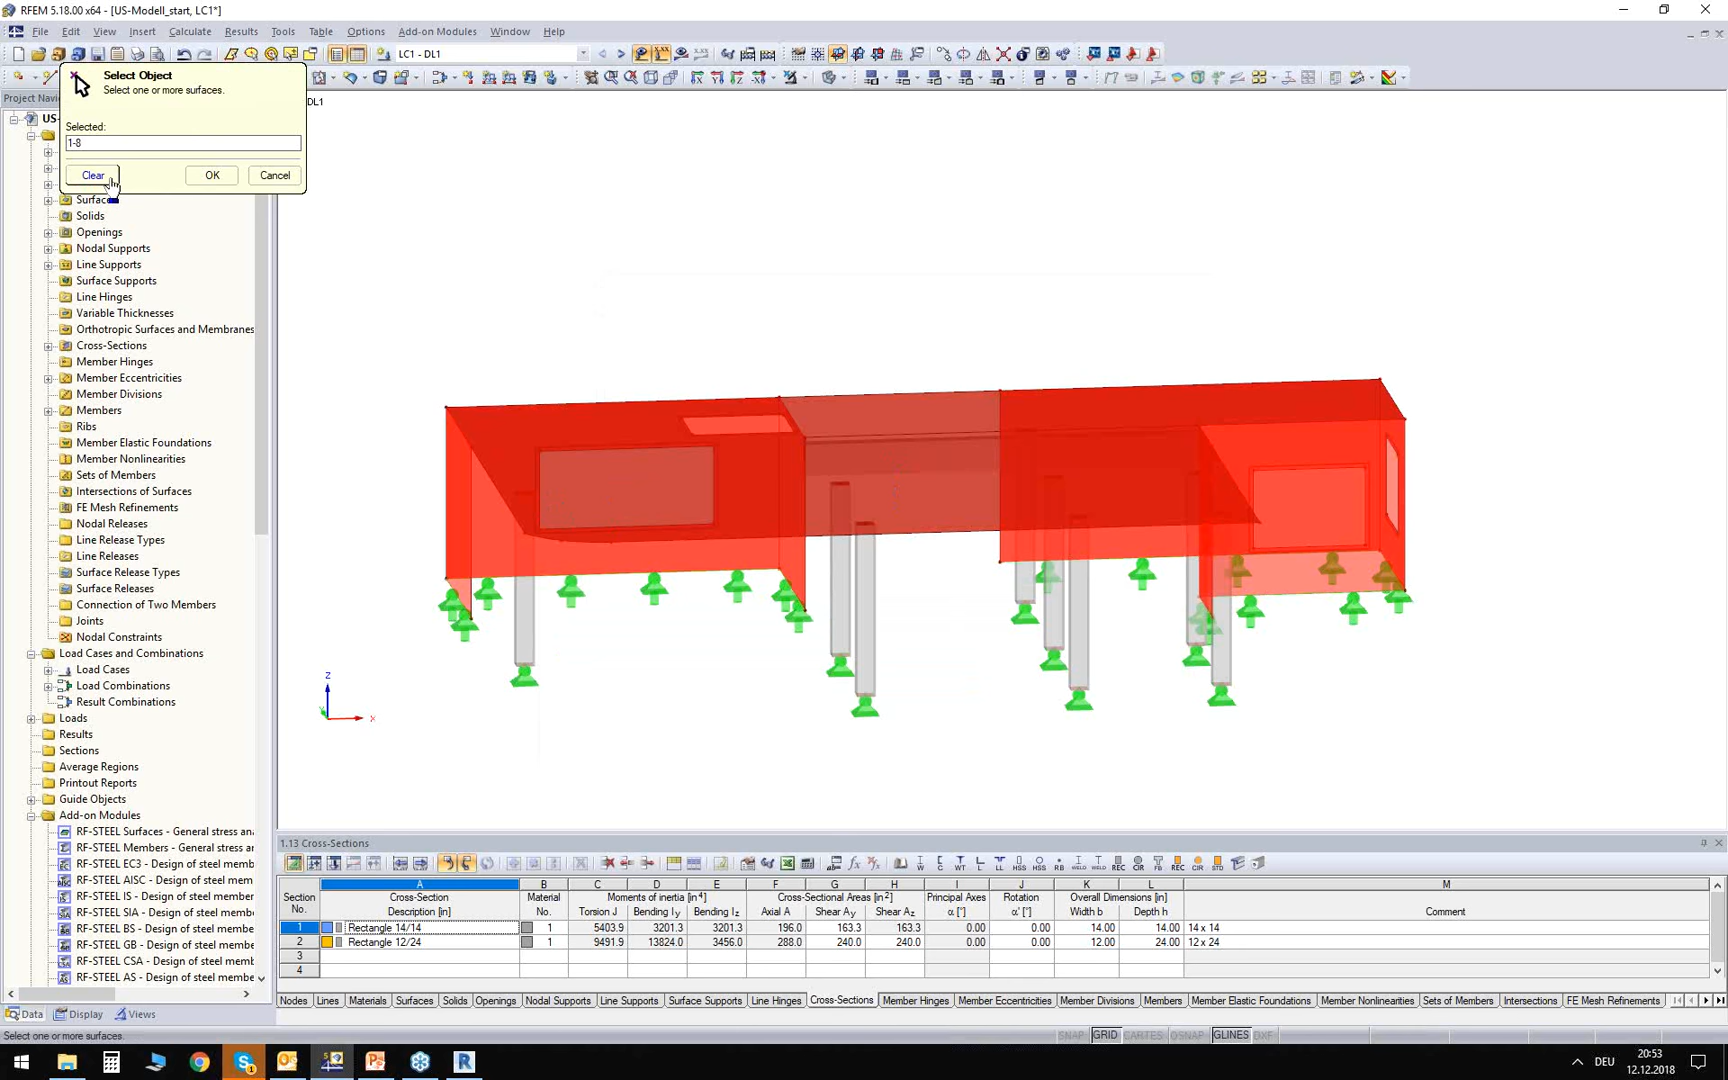 RFEM 5.18.00 x64 - [US-Modell_start, LC1*]
File Edit View Insert Calculate Results Tools Table Options Add-on Modules Window Help
LC1 - DL1
Select Object
Select one or more surfaces.
Selected:
1-8
Clear OK Cancel
DL1
Project Navi
US-
Surfac
Solids
Openings
Nodal Supports
Line Supports
Surface Supports
Line Hinges
Variable Thicknesses
Orthotropic Surfaces and Membranes
Cross-Sections
Member Hinges
Member Eccentricities
Member Divisions
Members
Ribs
Member Elastic Foundations
Member Nonlinearities
Sets of Members
Intersections of Surfaces
FE Mesh Refinements
Nodal Releases
Line Release Types
Line Releases
Surface Release Types
Surface Releases
Connection of Two Members
Joints
Nodal Constraints
Load Cases and Combinations
Load Cases
Load Combinations
Result Combinations
Loads
Results
Sections
Average Regions
Printout Reports
Guide Objects
Add-on Modules
RF-STEEL Surfaces - General stress an
RF-STEEL Members - General stress ar
RF-STEEL EC3 - Design of steel memb
RF-STEEL AISC - Design of steel mem
RF-STEEL IS - Design of steel membe
RF-STEEL SIA - Design of steel memb
RF-STEEL BS - Design of steel membe
RF-STEEL GB - Design of steel membe
RF-STEEL CSA - Design of steel memb
RF-STEEL AS - Design of steel membe
Data Display Views
Z
X
1.13 Cross-Sections
A B C D E F G H I J K L M
Section Cross-Section Material Moments of inertia [in4] Cross-Sectional Areas [in2] Principal Axes Rotation Overall Dimensions [in]
No. Description [in] No. Torsion J Bending Iy Bending Iz Axial A Shear Ay Shear Az α [°] α' [°] Width b Depth h Comment
1 Rectangle 14/14 1 5403.9 3201.3 3201.3 196.0 163.3 163.3 0.00 0.00 14.00 14.00 14 x 14
2 Rectangle 12/24 1 9491.9 13824.0 3456.0 288.0 240.0 240.0 0.00 0.00 12.00 24.00 12 x 24
3
4
Nodes Lines Materials Surfaces Solids Openings Nodal Supports Line Supports Surface Supports Line Hinges Cross-Sections Member Hinges Member Eccentricities Member Divisions Members Member Elastic Foundations Member Nonlinearities Sets of Members Intersections FE Mesh Refinements
Select one or more surfaces.
SNAP GRID CARTES OSNAP GLINES DXF
DEU
20:53
12.12.2018